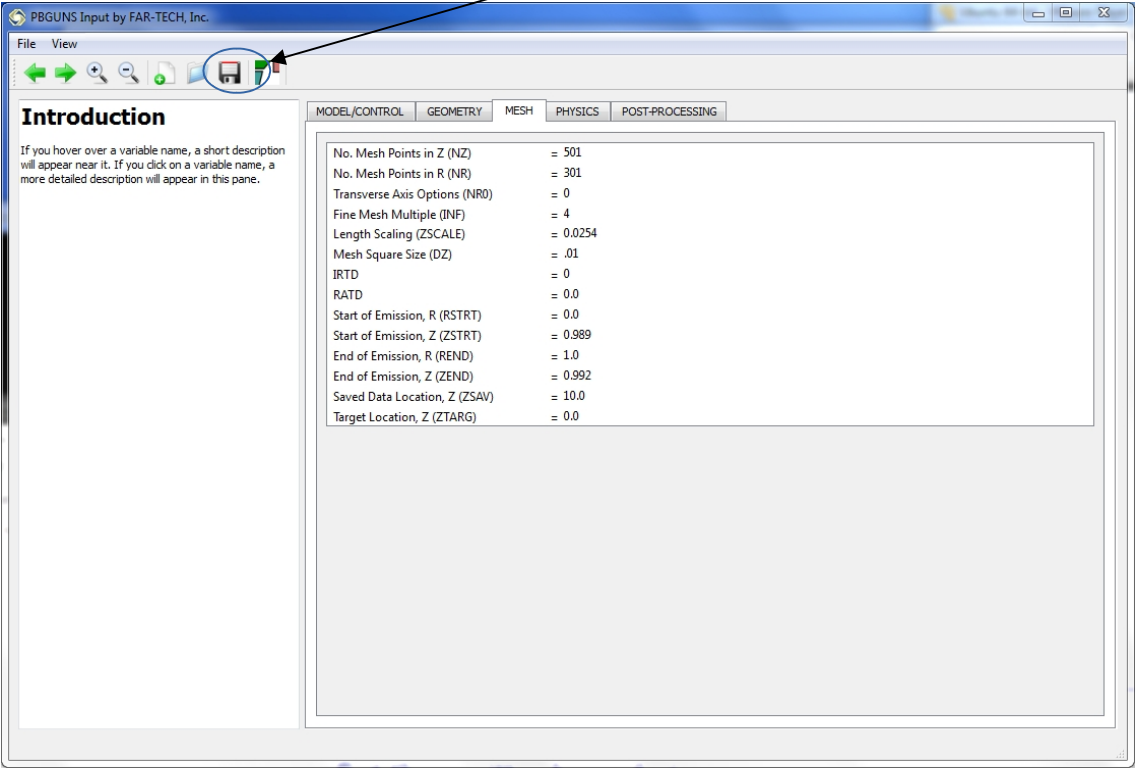 PBGUNS Input by FAR-TECH, Inc.
File View
Introduction
If you hover over a variable name, a short description
will appear near it. If you click on a variable name, a
more detailed description will appear in this pane.
MODEL/CONTROL GEOMETRY MESH PHYSICS POST-PROCESSING
No. Mesh Points in Z (NZ) = 501
No. Mesh Points in R (NR) = 301
Transverse Axis Options (NR0) = 0
Fine Mesh Multiple (INF) = 4
Length Scaling (ZSCALE) = 0.0254
Mesh Square Size (DZ) = .01
IRTD = 0
RATD = 0.0
Start of Emission, R (RSTRT) = 0.0
Start of Emission, Z (ZSTRT) = 0.989
End of Emission, R (REND) = 1.0
End of Emission, Z (ZEND) = 0.992
Saved Data Location, Z (ZSAV) = 10.0
Target Location, Z (ZTARG) = 0.0